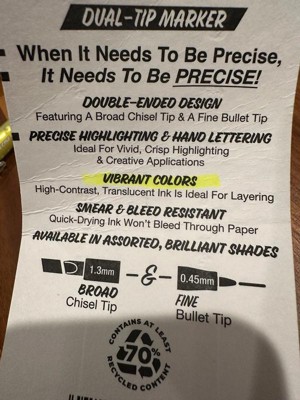 DUAL-TIP MARKER
When It Needs To Be Precise,
It Needs To Be PRECISE!
DOUBLE-ENDED DESIGN
Featuring A Broad Chisel Tip & A Fine Bullet Tip
PRECISE HIGHLIGHTING & HAND LETTERING
Ideal For Vivid, Crisp Highlighting
& Creative Applications
VIBRANT COLORS
High-Contrast, Translucent Ink Is Ideal For Layering
SMEAR & BLEED RESISTANT
Quick-Drying Ink Won't Bleed Through Paper
AVAILABLE IN ASSORTED, BRILLIANT SHADES
1.3mm
&
0.45mm
BROAD
Chisel Tip
FINE
Bullet Tip
CONTAINS AT LEAST
70%
RECYCLED CONTENT